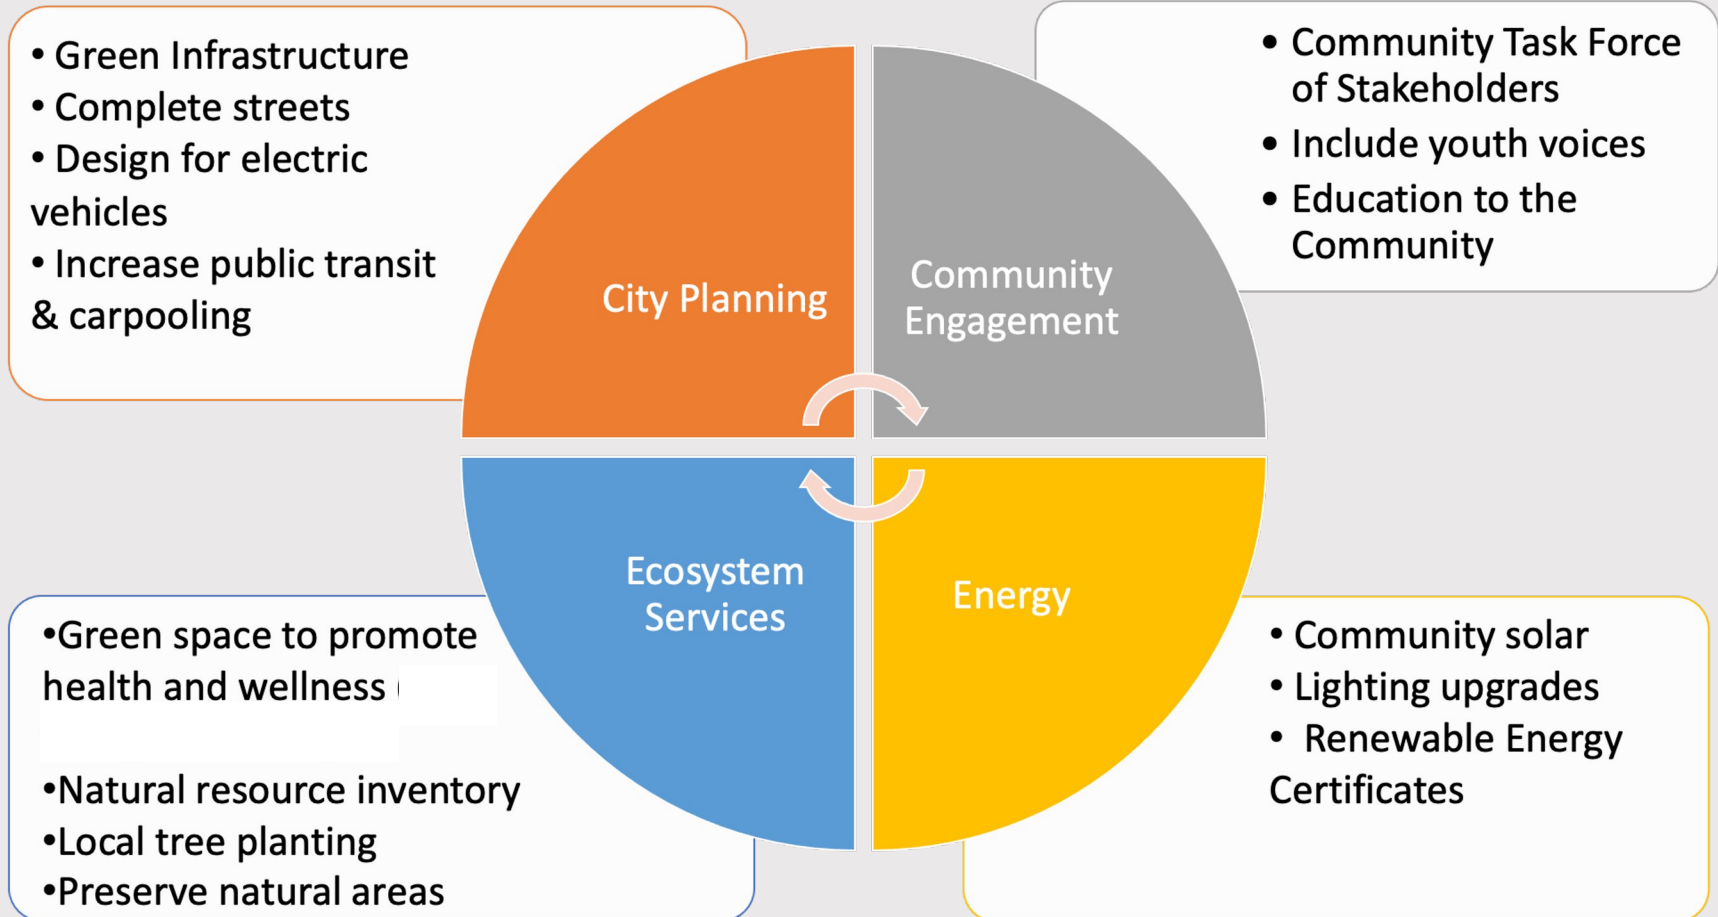 • Green Infrastructure
• Complete streets
• Design for electric
vehicles
• Increase public transit
& carpooling
City Planning
Community
Engagement
• Community Task Force
of Stakeholders
• Include youth voices
• Education to the
Community
•Green space to promote
health and wellness
•Natural resource inventory
•Local tree planting
•Preserve natural areas
Ecosystem
Services
Energy
• Community solar
• Lighting upgrades
• Renewable Energy
Certificates